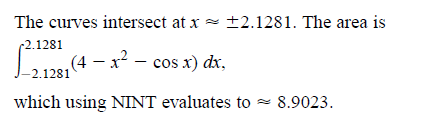 The curves intersect at x ≈ ±2.1281. The area is
∫_{−2.1281}^{2.1281} (4 − x² − cos x) dx,
which using NINT evaluates to ≈ 8.9023.